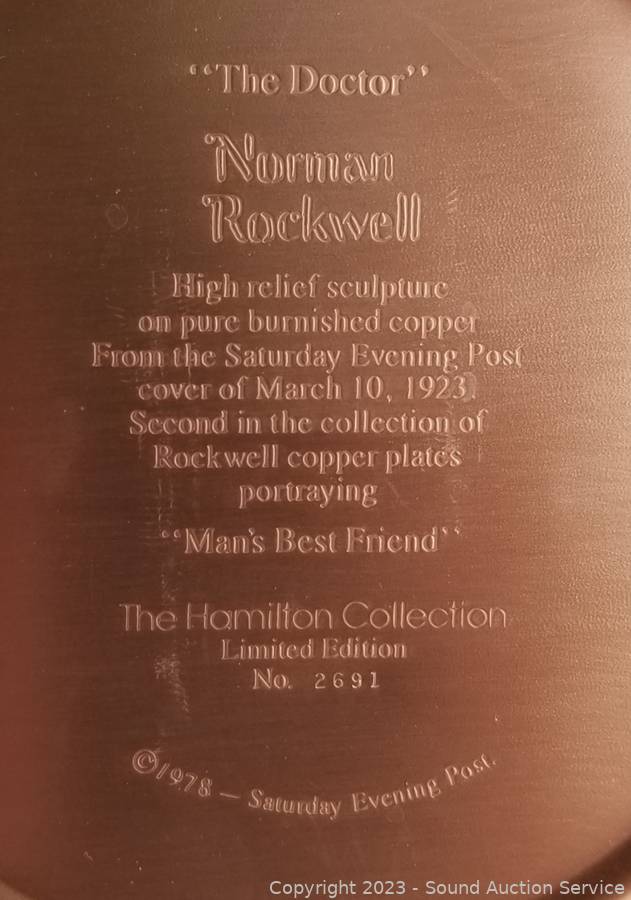 “The Doctor”
Norman
Rockwell
High relief sculpture
on pure burnished copper
From the Saturday Evening Post
cover of March 10, 1923.
Second in the collection of
Rockwell copper plates
portraying
“Man's Best Friend”
The Hamilton Collection
Limited Edition
No. 2691
©1978 — Saturday Evening Post.
Copyright 2023 - Sound Auction Service